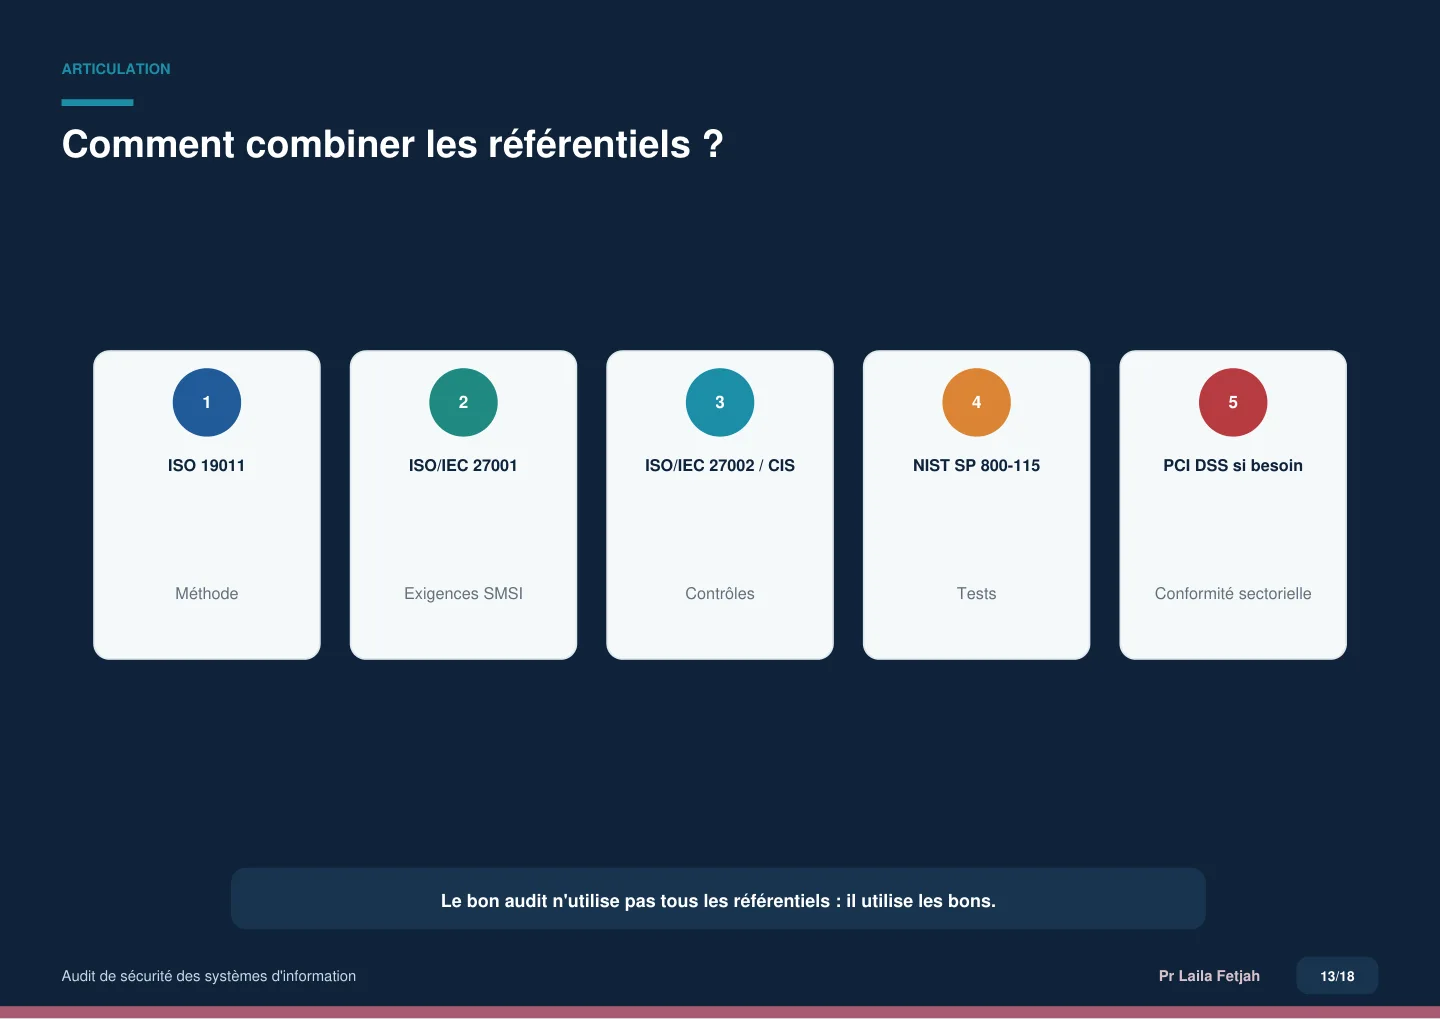 ARTICULATION
Comment combiner les référentiels ?
1
ISO 19011
Méthode
2
ISO/IEC 27001
Exigences SMSI
3
ISO/IEC 27002 / CIS
Contrôles
4
NIST SP 800-115
Tests
5
PCI DSS si besoin
Conformité sectorielle
Le bon audit n'utilise pas tous les référentiels : il utilise les bons.
Audit de sécurité des systèmes d'information
Pr Laila Fetjah
13/18